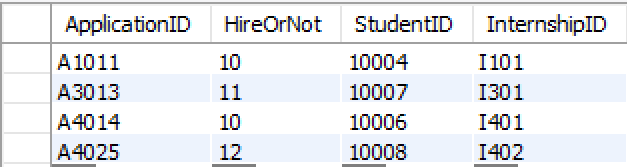 ApplicationID HireOrNot StudentID InternshipID
A1011 10 10004 I101
A3013 11 10007 I301
A4014 10 10006 I401
A4025 12 10008 I402